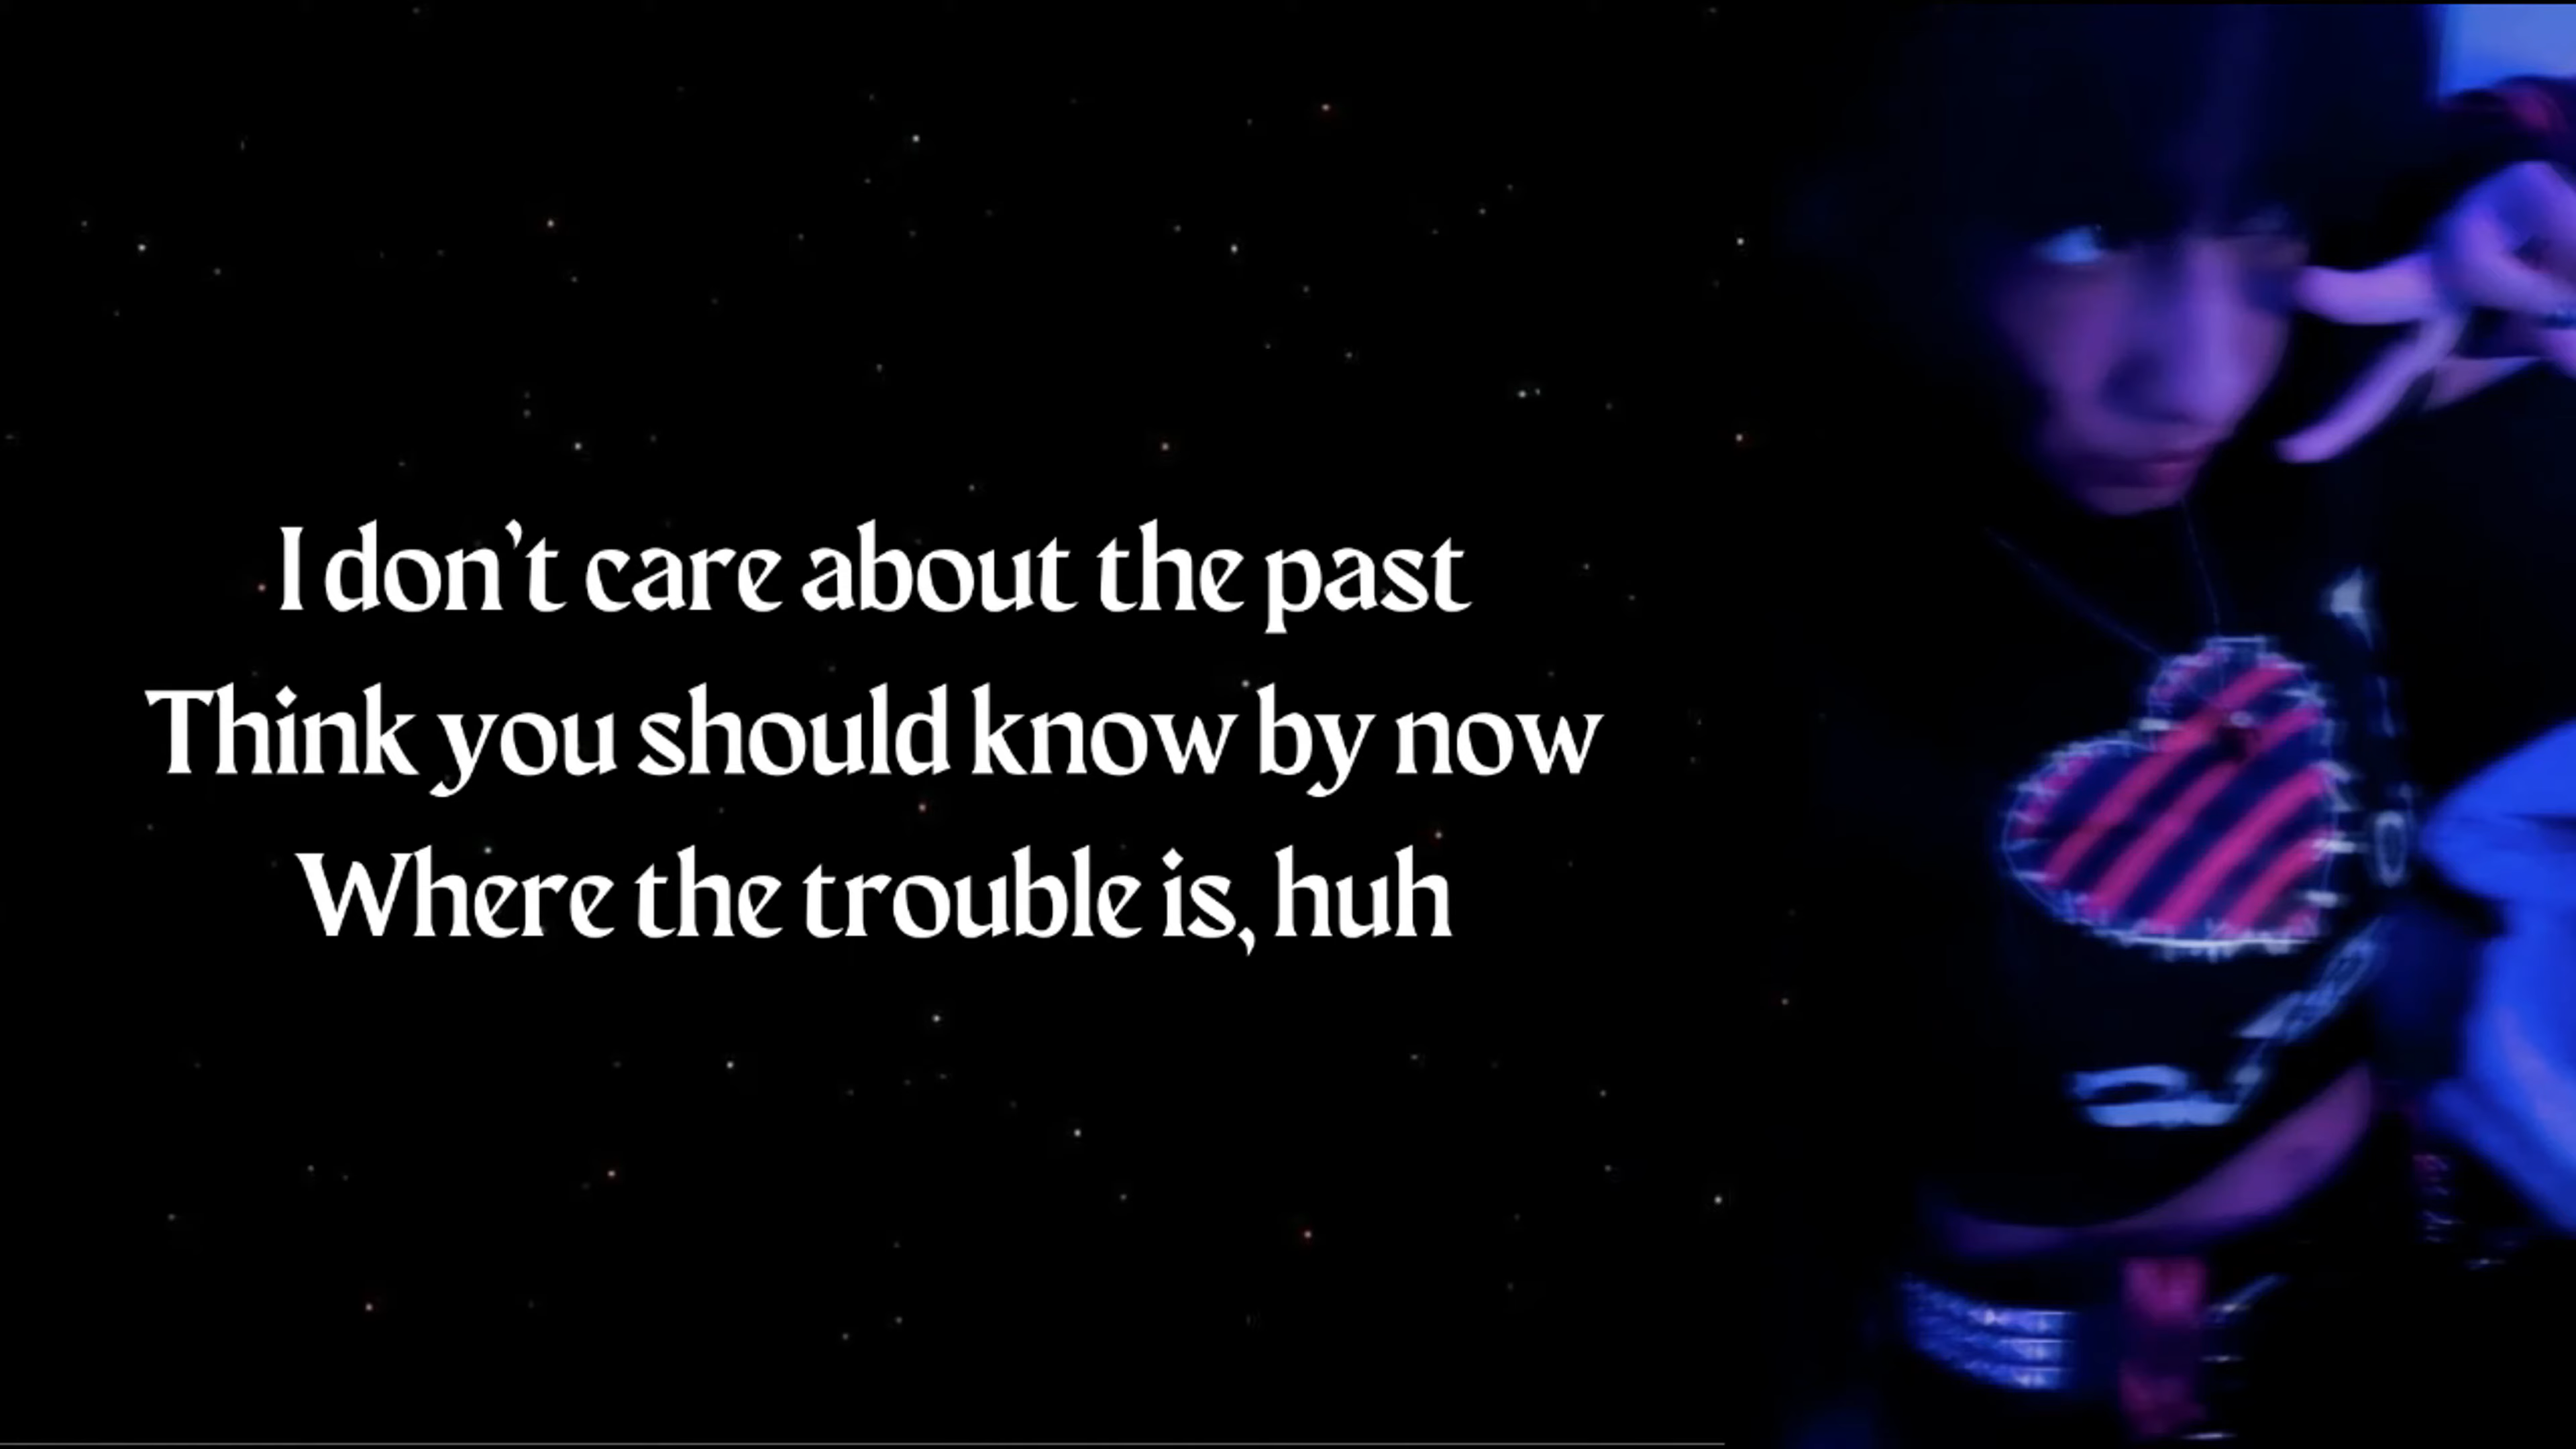 I don’t care about the past
Think you should know by now
Where the trouble is, huh